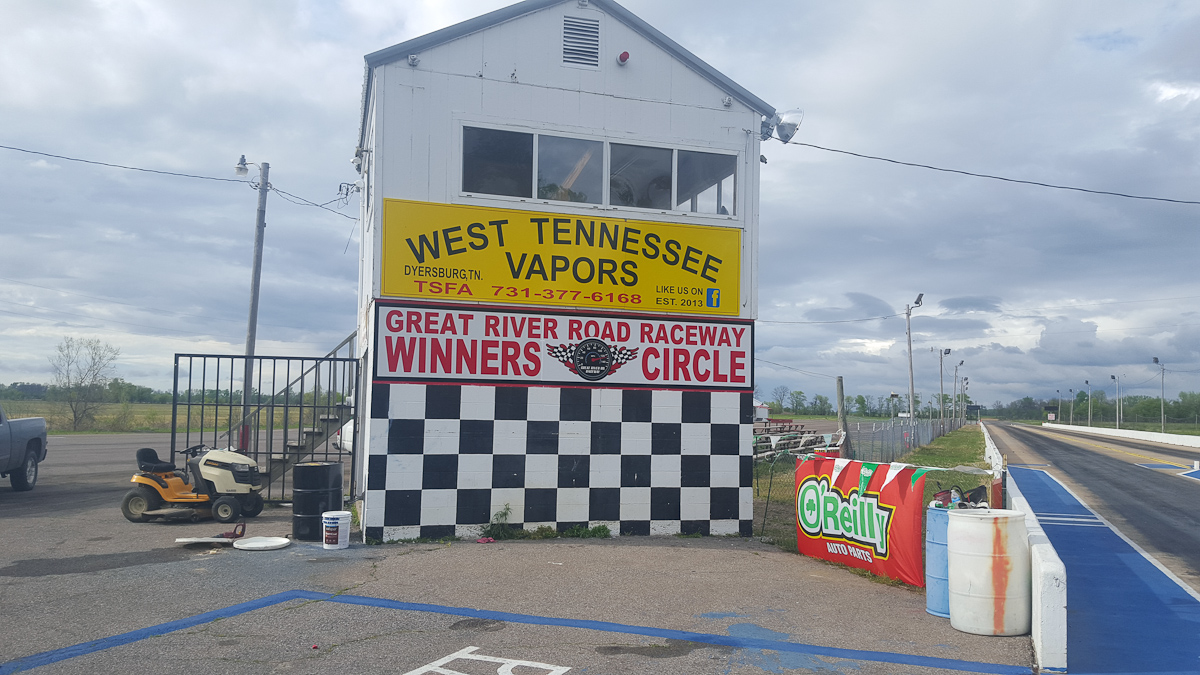 WEST TENNESSEE
VAPORS
DYERSBURG,TN.
TSFA 731-377-6168
LIKE US ON
EST. 2013 f
GREAT RIVER ROAD RACEWAY
WINNERS CIRCLE
O'Reilly
AUTO PARTS